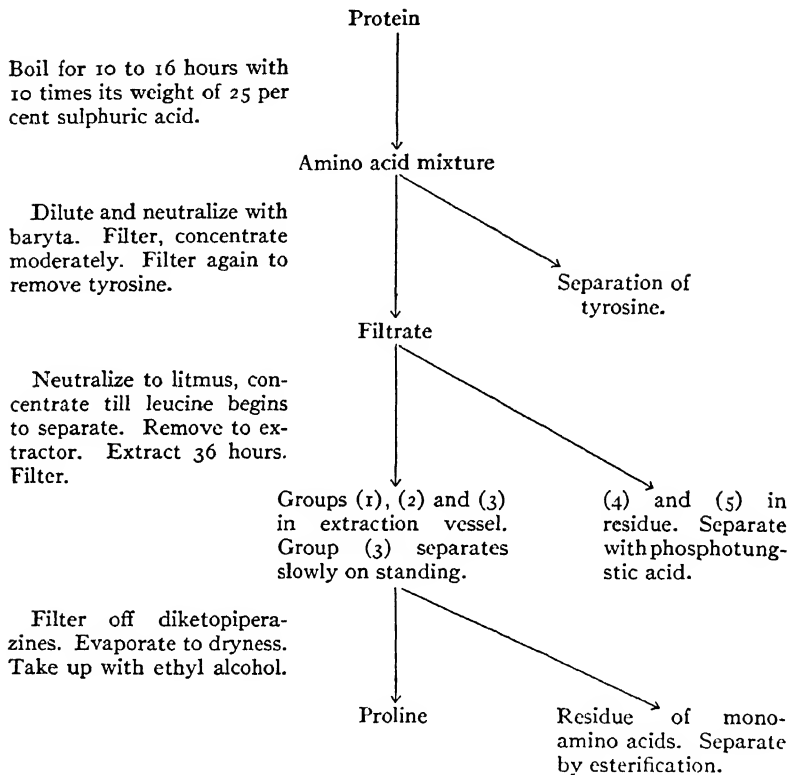 Protein
Boil for 10 to 16 hours with
10 times its weight of 25 per
cent sulphuric acid.
Amino acid mixture
Dilute and neutralize with
baryta. Filter, concentrate
moderately. Filter again to
remove tyrosine.
Separation of
tyrosine.
Filtrate
Neutralize to litmus, con-
centrate till leucine begins
to separate. Remove to ex-
tractor. Extract 36 hours.
Filter.
Groups (1), (2) and (3)
in extraction vessel.
Group (3) separates
slowly on standing.
(4) and (5) in
residue. Separate
with phosphotung-
stic acid.
Filter off diketopipera-
zines. Evaporate to dryness.
Take up with ethyl alcohol.
Proline
Residue of mono-
amino acids. Separate
by esterification.